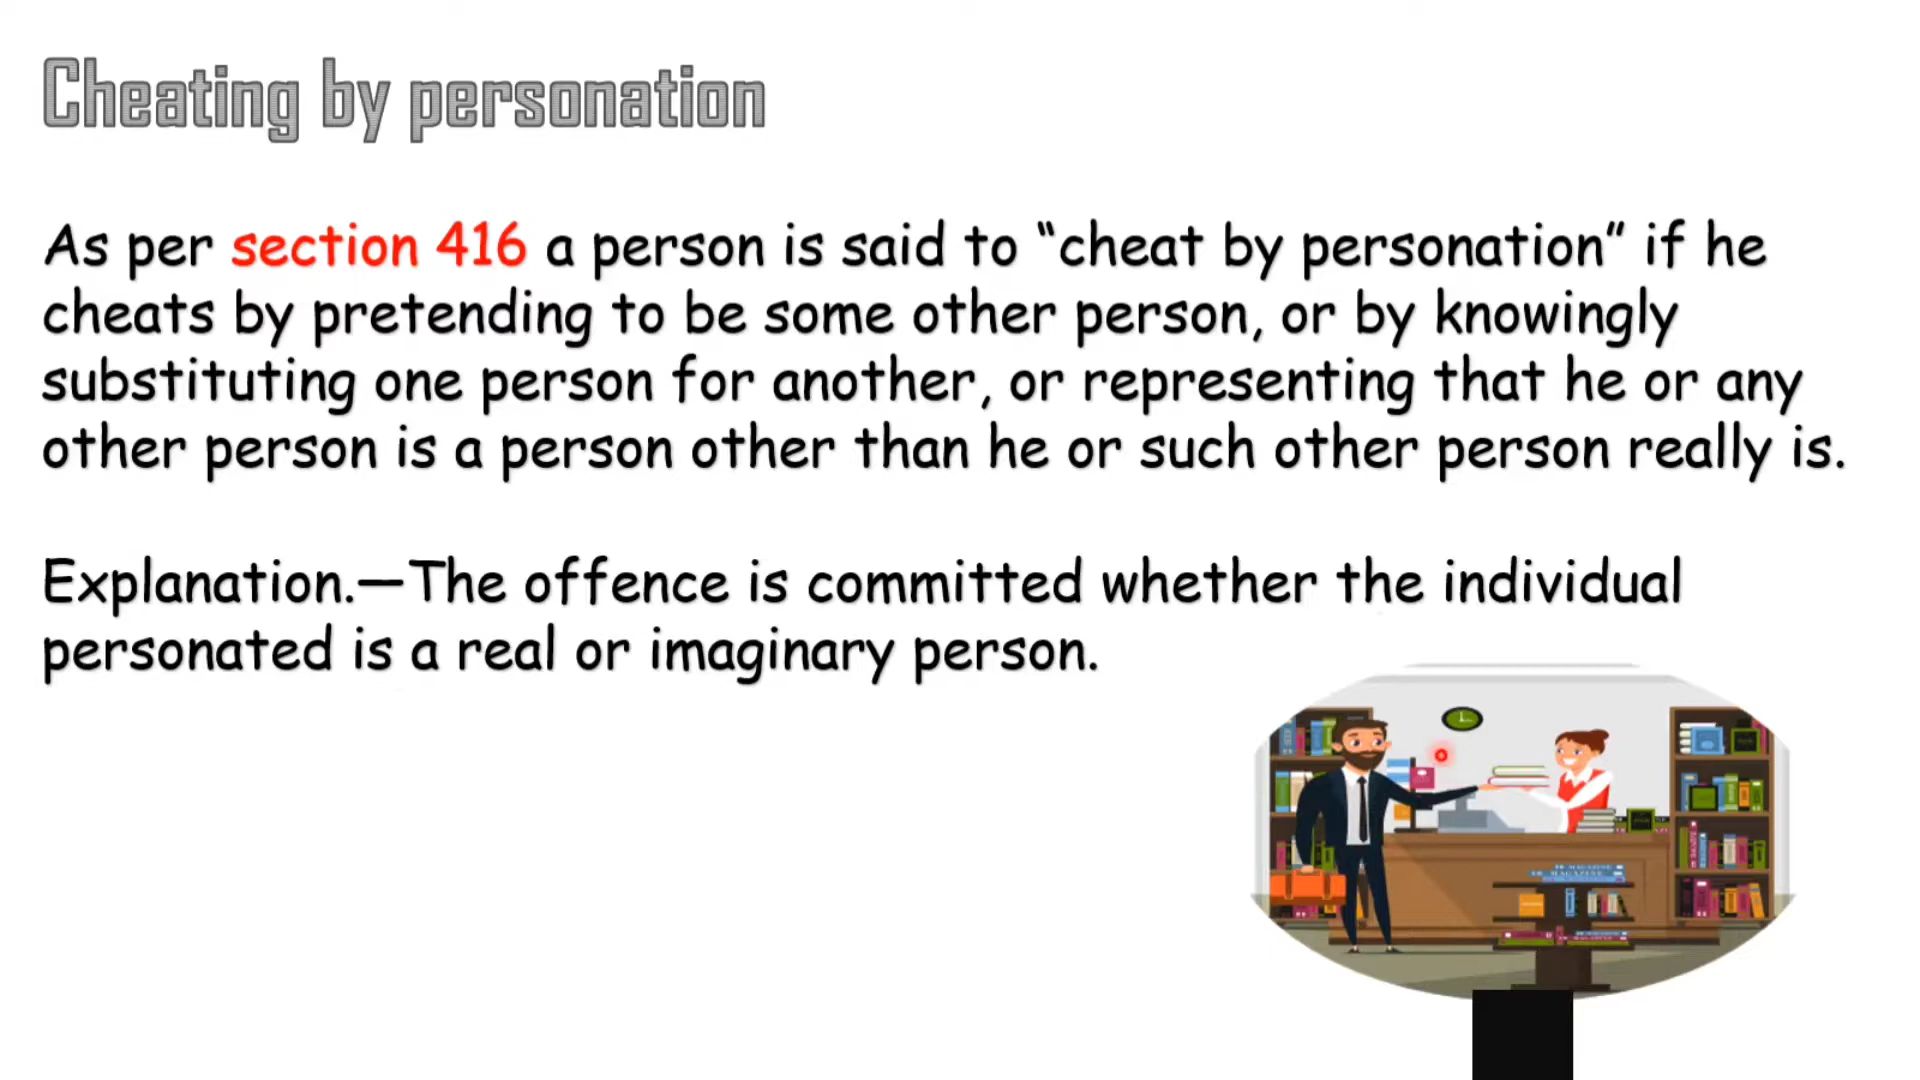 Cheating by personation
As per section 416 a person is said to “cheat by personation” if he
cheats by pretending to be some other person, or by knowingly
substituting one person for another, or representing that he or any
other person is a person other than he or such other person really is.
Explanation.—The offence is committed whether the individual
personated is a real or imaginary person.
MAGAZINE
MAGAZINE